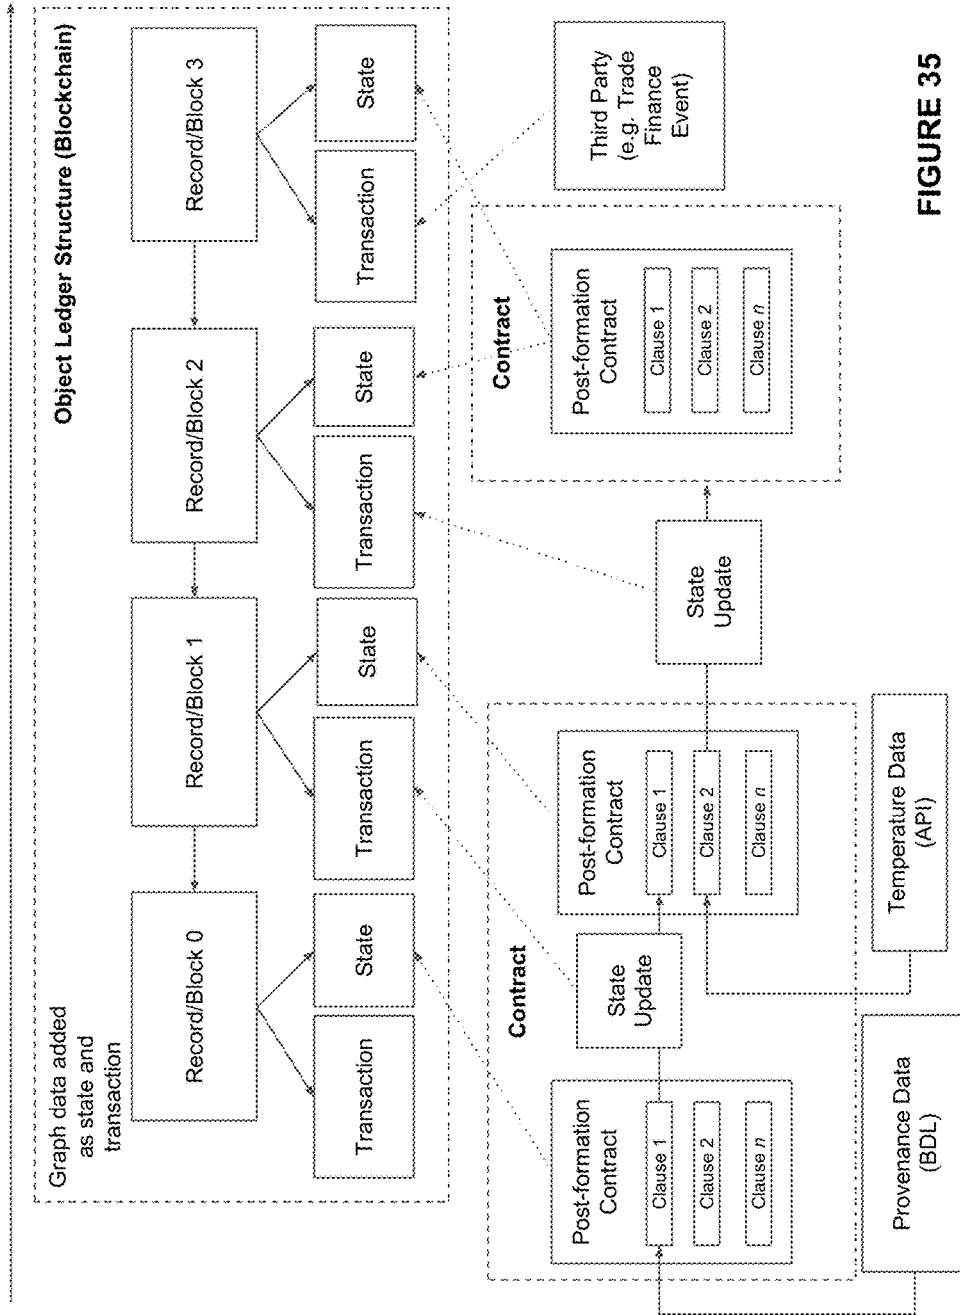 Object Ledger Structure (Blockchain)
Graph data added
as state and
transaction
Record/Block 0
Record/Block 1
Record/Block 2
Record/Block 3
Transaction
State
Transaction
State
Transaction
State
Transaction
State
Contract
Post-formation
Contract
Clause 1
Clause 2
Clause n
State
Update
Post-formation
Contract
Clause 1
Clause 2
Clause n
State
Update
Contract
Post-formation
Contract
Clause 1
Clause 2
Clause n
Third Party
(e.g. Trade
Finance
Event)
Provenance Data
(BDL)
Temperature Data
(API)
FIGURE 35